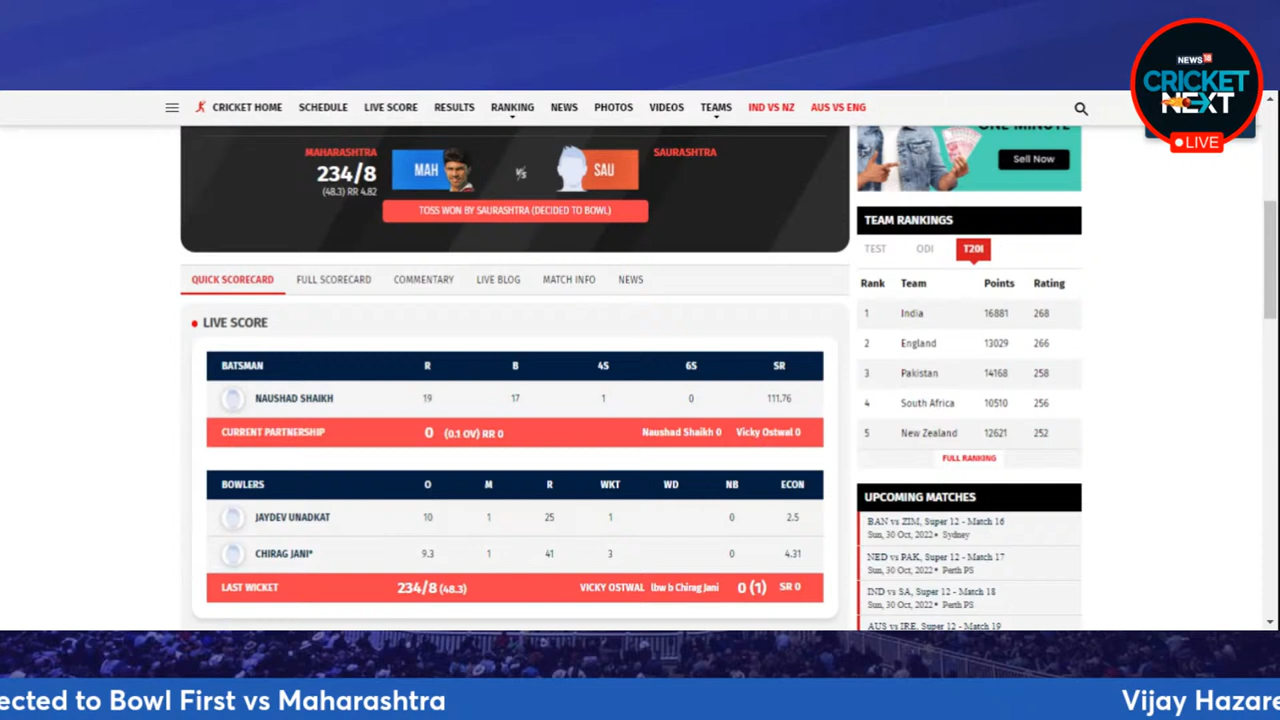 NEWS18
CRICKET
NEXT
LIVE
CRICKET HOME SCHEDULE LIVE SCORE RESULTS RANKING NEWS PHOTOS VIDEOS TEAMS IND VS NZ AUS VS ENG
MAHARASHTRA
234/8
(48.3) RR 4.82
MAH
V/S
SAU
SAURASHTRA
TOSS WON BY SAURASHTRA (DECIDED TO BOWL)
ONE MINUTE
Sell Now
QUICK SCORECARD FULL SCORECARD COMMENTARY LIVE BLOG MATCH INFO NEWS
LIVE SCORE
BATSMAN R B 4S 6S SR
NAUSHAD SHAIKH 19 17 1 0 111.76
CURRENT PARTNERSHIP 0 (0.1 OV) RR 0 Naushad Shaikh 0 Vicky Ostwal 0
BOWLERS O M R WKT WD NB ECON
JAYDEV UNADKAT 10 1 25 1 0 2.5
CHIRAG JANI* 9.3 1 41 3 0 4.31
LAST WICKET 234/8 (48.3) VICKY OSTWAL lbw b Chirag Jani 0 (1) SR 0
TEAM RANKINGS
TEST ODI T20I
Rank Team Points Rating
1 India 16881 268
2 England 13029 266
3 Pakistan 14168 258
4 South Africa 10510 256
5 New Zealand 12621 252
FULL RANKING
UPCOMING MATCHES
BAN vs ZIM, Super 12 - Match 16
Sun, 30 Oct, 2022• Sydney
NED vs PAK, Super 12 - Match 17
Sun, 30 Oct, 2022• Perth PS
IND vs SA, Super 12 - Match 18
Sun, 30 Oct, 2022• Perth PS
AUS vs IRE, Super 12 - Match 19
ected to Bowl First vs Maharashtra Vijay Hazare